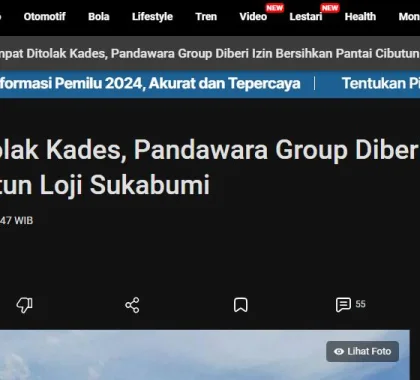 Otomotif Bola Lifestyle Tren Video NEW Lestari NEW Health Mon
mpat Ditolak Kades, Pandawara Group Diberi Izin Bersihkan Pantai Cibutun
formasi Pemilu 2024, Akurat dan Tepercaya | Tentukan Pi
olak Kades, Pandawara Group Diber
tun Loji Sukabumi
47 WIB
55
Lihat Foto